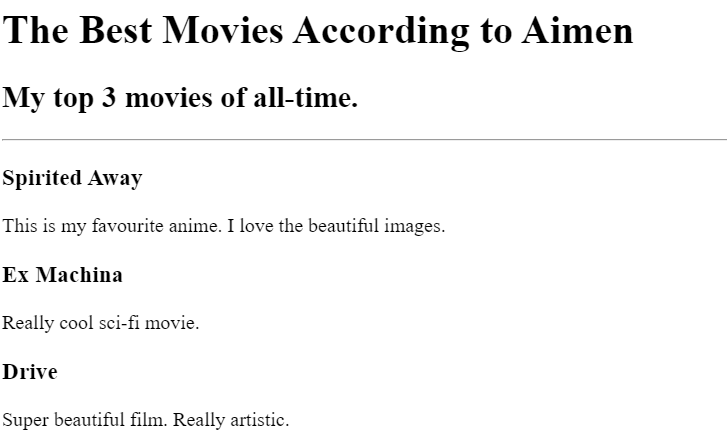 The Best Movies According to Aimen
My top 3 movies of all-time.
Spirited Away
This is my favourite anime. I love the beautiful images.
Ex Machina
Really cool sci-fi movie.
Drive
Super beautiful film. Really artistic.